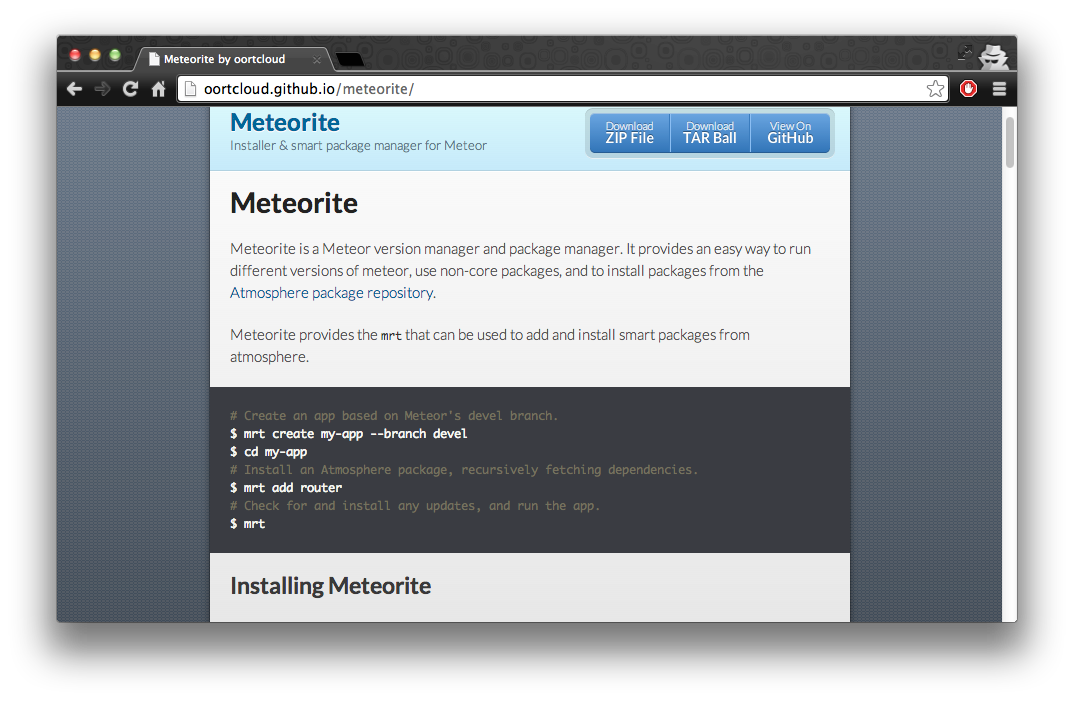 Meteorite by oortcloud
oortcloud.github.io/meteorite/
Meteorite
Installer & smart package manager for Meteor
Download
ZIP File
Download
TAR Ball
View On
GitHub
Meteorite
Meteorite is a Meteor version manager and package manager. It provides an easy way to run
different versions of meteor, use non-core packages, and to install packages from the
Atmosphere package repository.
Meteorite provides the mrt that can be used to add and install smart packages from
atmosphere.
# Create an app based on Meteor's devel branch.
$ mrt create my-app --branch devel
$ cd my-app
# Install an Atmosphere package, recursively fetching dependencies.
$ mrt add router
# Check for and install any updates, and run the app.
$ mrt
Installing Meteorite